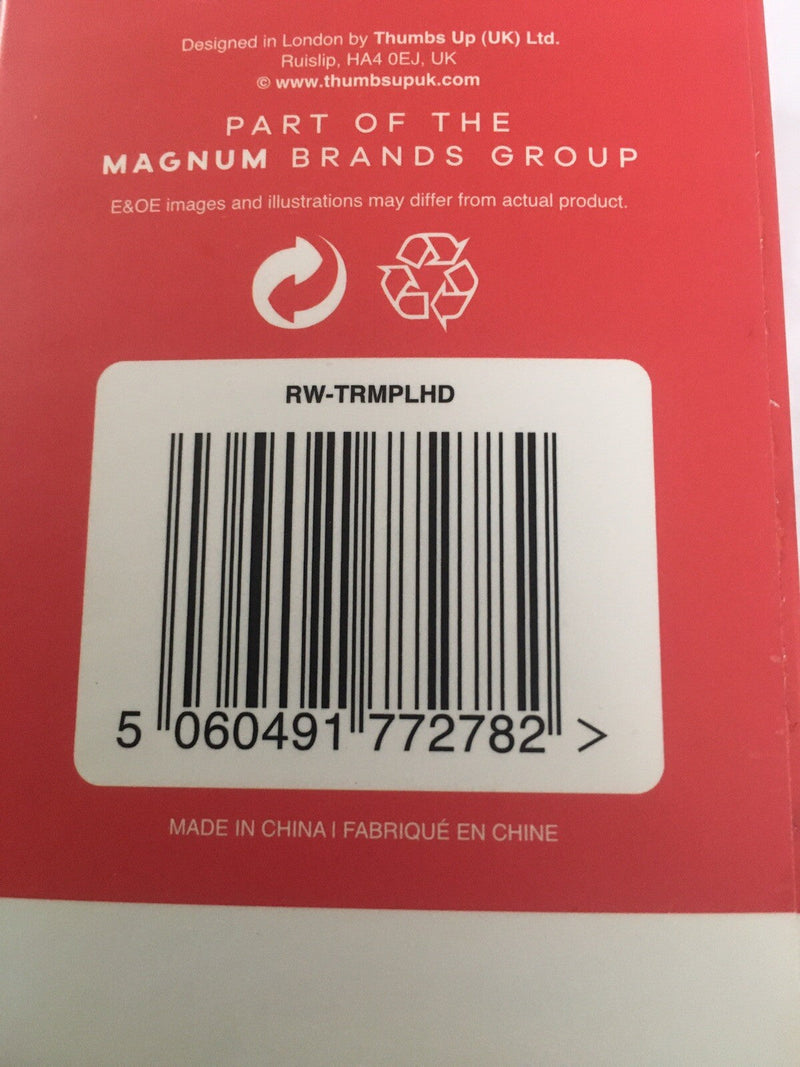 Designed in London by Thumbs Up (UK) Ltd.
Ruislip, HA4 0EJ, UK
© www.thumbsupuk.com
PART OF THE
MAGNUM BRANDS GROUP
E&OE images and illustrations may differ from actual product.
RW-TRMPLHD
5 060491 772782 >
MADE IN CHINA I FABRIQUÉ EN CHINE